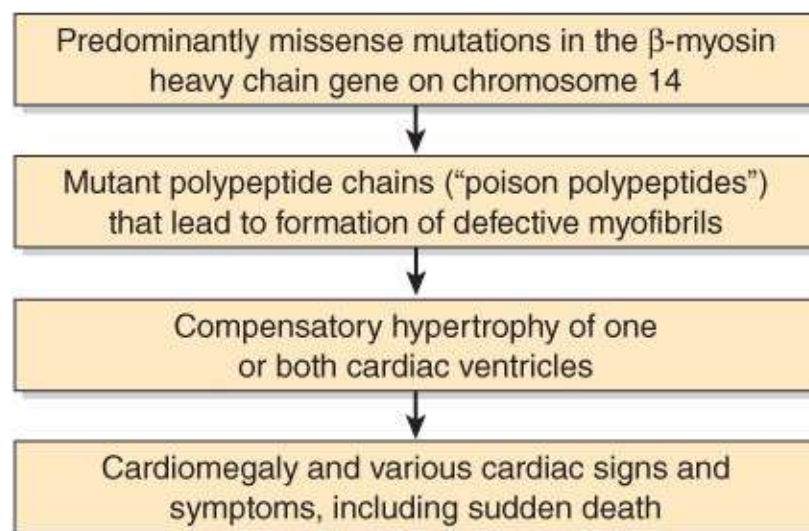 Predominantly missense mutations in the β-myosin
heavy chain gene on chromosome 14
Mutant polypeptide chains (“poison polypeptides”)
that lead to formation of defective myofibrils
Compensatory hypertrophy of one
or both cardiac ventricles
Cardiomegaly and various cardiac signs and
symptoms, including sudden death